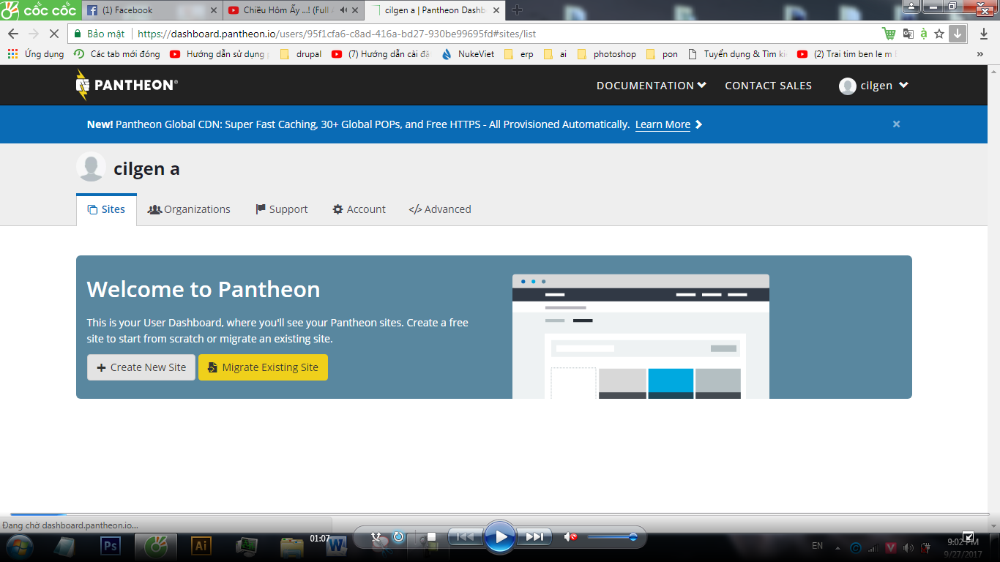 cốc cốc
(1) Facebook
Chiều Hôm Ấy ...! (Full
cilgen a | Pantheon Dashb
Bảo mật
https://dashboard.pantheon.io/users/95f1cfa6-c8ad-416a-bd27-930be99695fd#sites/list
Ứng dụng
Các tab mới đóng
Hướng dẫn sử dụng
drupal
(7) Hướng dẫn cài đặ
NukeViet
erp
ai
photoshop
pon
Tuyển dụng & Tìm ki
(2) Trai tim ben le m
»
PANTHEON®
DOCUMENTATION
CONTACT SALES
cilgen
New! Pantheon Global CDN: Super Fast Caching, 30+ Global POPs, and Free HTTPS - All Provisioned Automatically. Learn More
cilgen a
Sites
Organizations
Support
Account
</> Advanced
Welcome to Pantheon
This is your User Dashboard, where you'll see your Pantheon sites. Create a free
site to start from scratch or migrate an existing site.
+ Create New Site
Migrate Existing Site
Đang chờ dashboard.pantheon.io...
Ps
Ai
01:07
W
EN
V
9:02 PM
9/27/2017